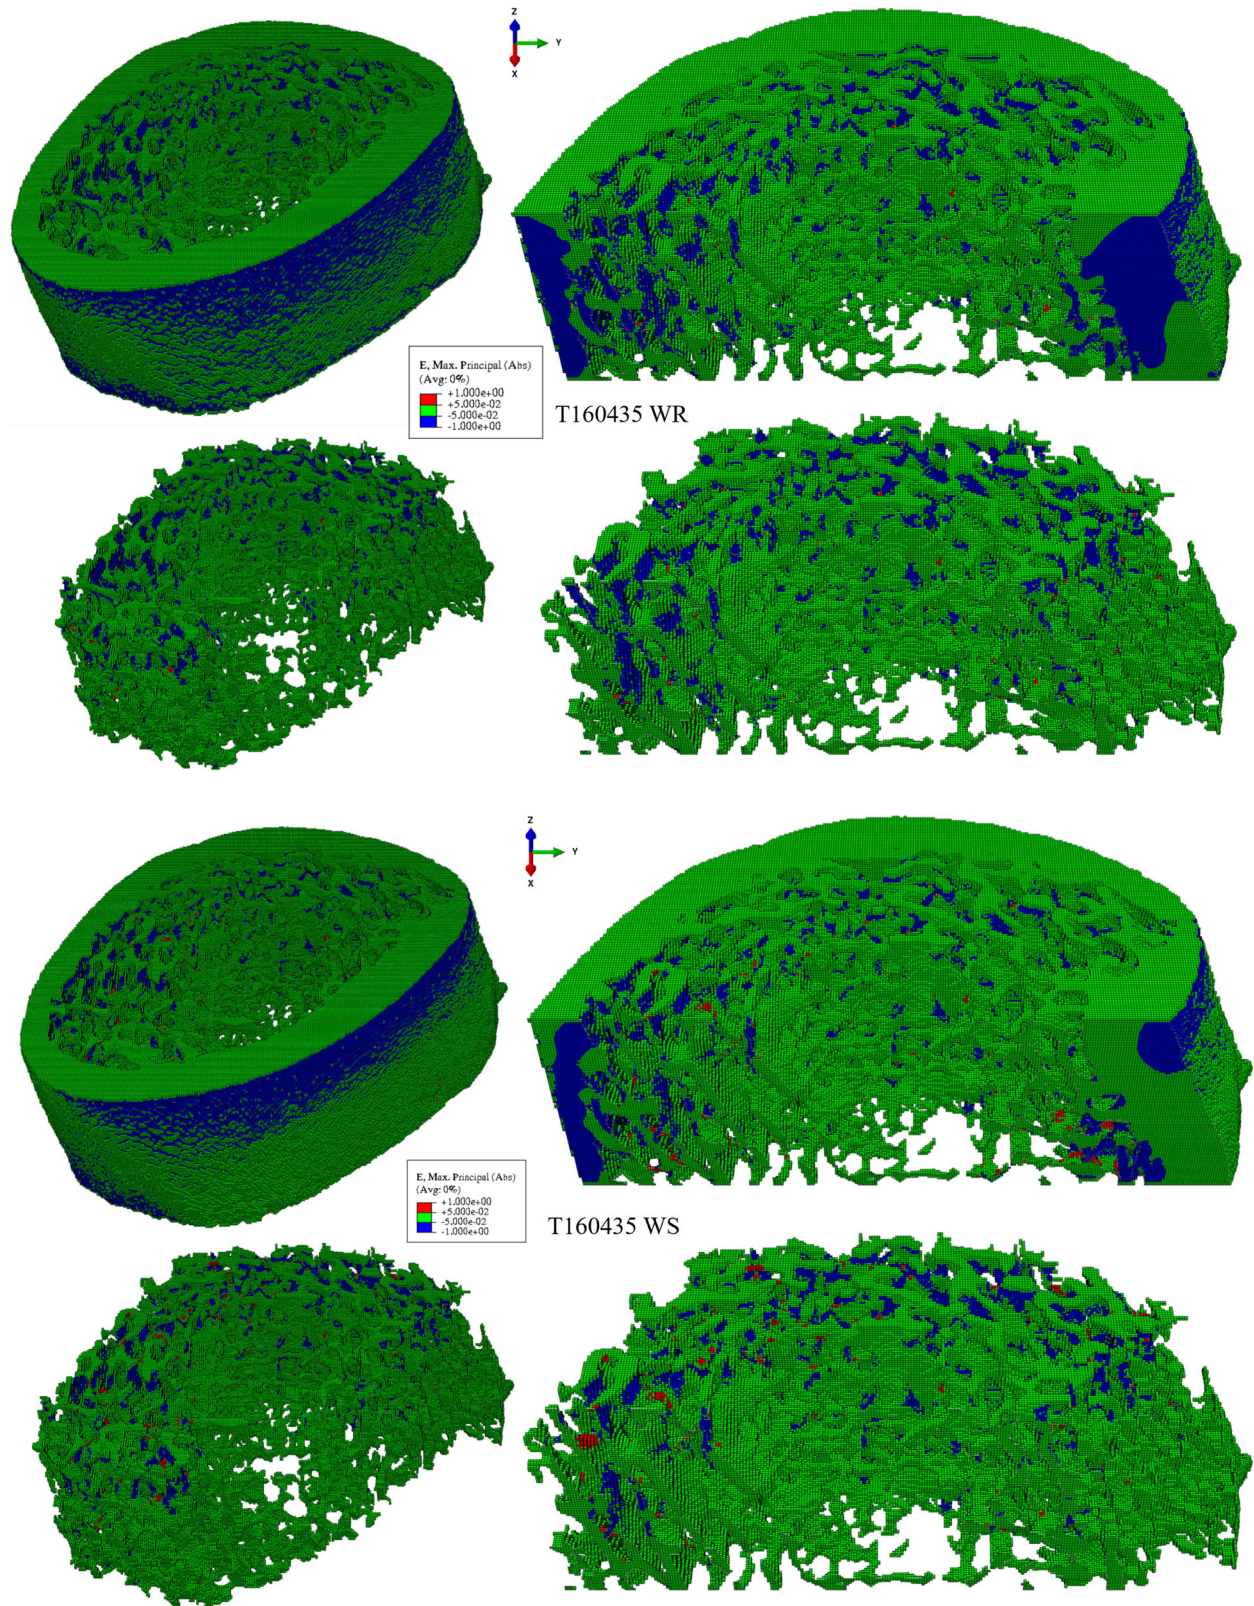 Z
Y
X
E, Max. Principal (Abs)
(Avg: 0%)
+1.000e+00
+5.000e-02
-5.000e-02
-1.000e+00
T160435 WR
Z
Y
X
E, Max. Principal (Abs)
(Avg: 0%)
+1.000e+00
+5.000e-02
-5.000e-02
-1.000e+00
T160435 WS